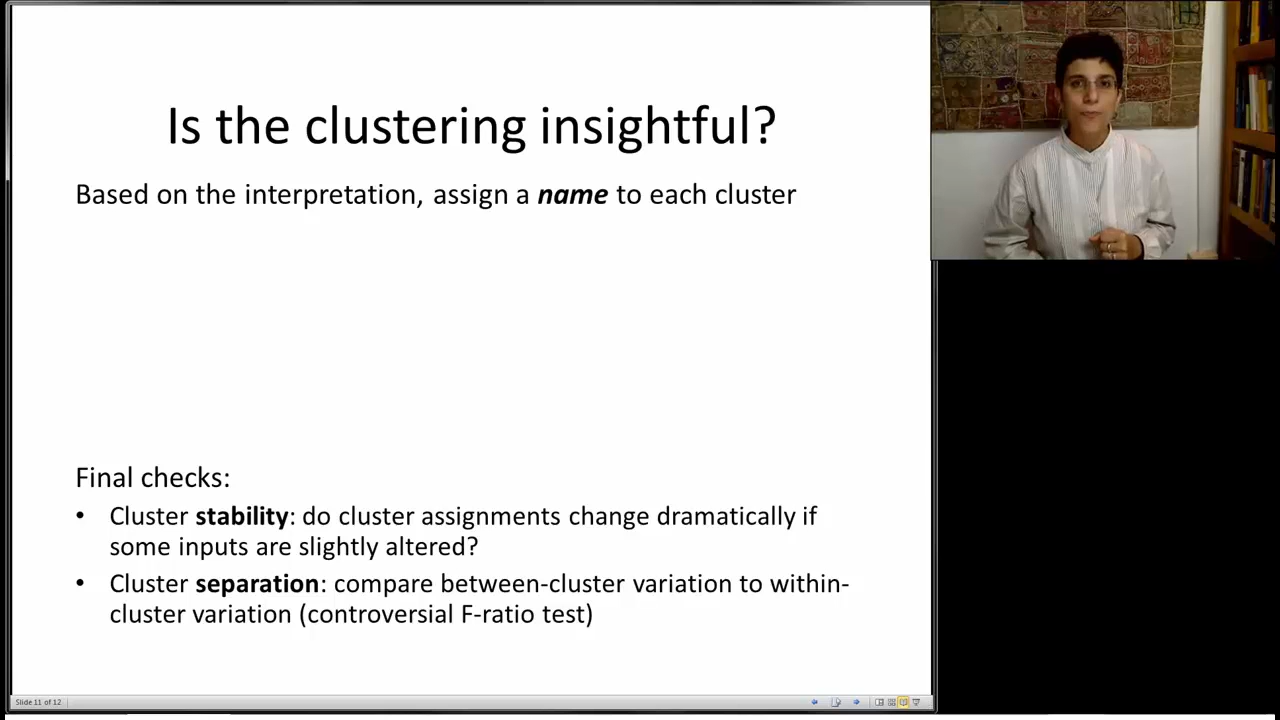 Is the clustering insightful?
Based on the interpretation, assign a name to each cluster
Final checks:
• Cluster stability: do cluster assignments change dramatically if
some inputs are slightly altered?
• Cluster separation: compare between-cluster variation to within-
cluster variation (controversial F-ratio test)
Slide 11 of 12